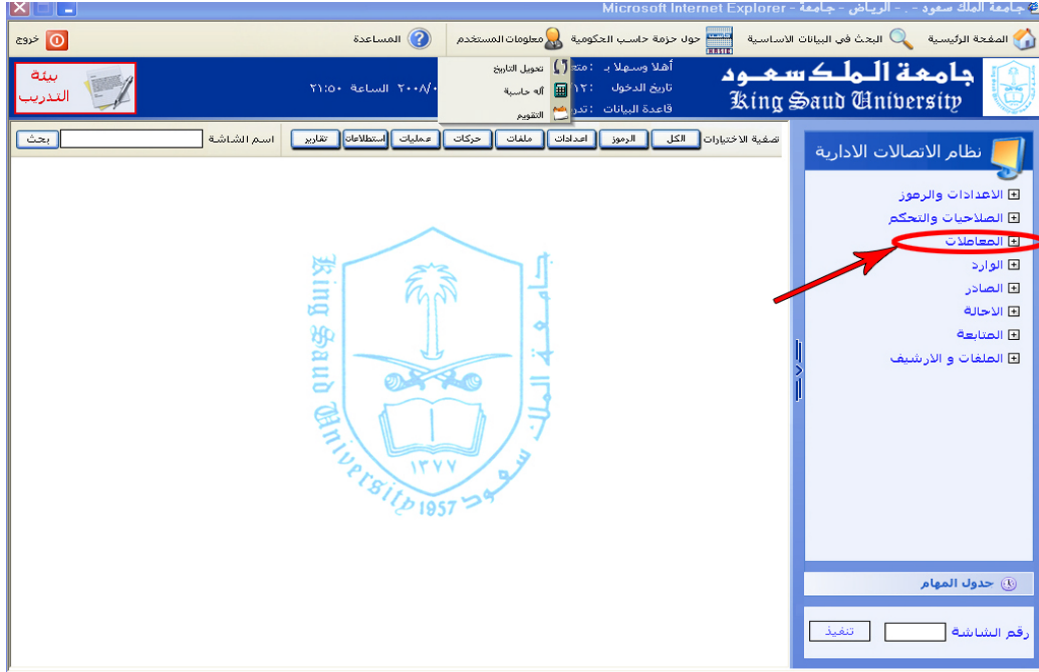 جامعة الملك سعود - . - الرياض - جامعة - Microsoft Internet Explorer
الصفحة الرئيسية البحث في البيانات الاساسية حول حزمة حاسب الحكومية معلومات المستخدم المساعدة خروج
جامعة الملك سعود
King Saud University
أهلا وسهلا بـ :
تاريخ الدخول : ٢٠٠٨/ الساعة ٢١:٥٠
قاعدة البيانات :
تحويل التاريخ
آله حاسبة
التقويم
بيئة
التدريب
تصفية الاختيارات الكل الرموز اعدادات ملفات حركات عمليات استطلاعات تقارير اسم الشاشة بحث
نظام الاتصالات الادارية
الاعدادات والرموز
الصلاحيات والتحكم
المعاملات
الوارد
الصادر
الاحالة
المتابعة
الملفات و الارشيف
جامعة الملك سعود
King Saud University
١٣٧٧
1957
جدول المهام
رقم الشاشة تنفيذ